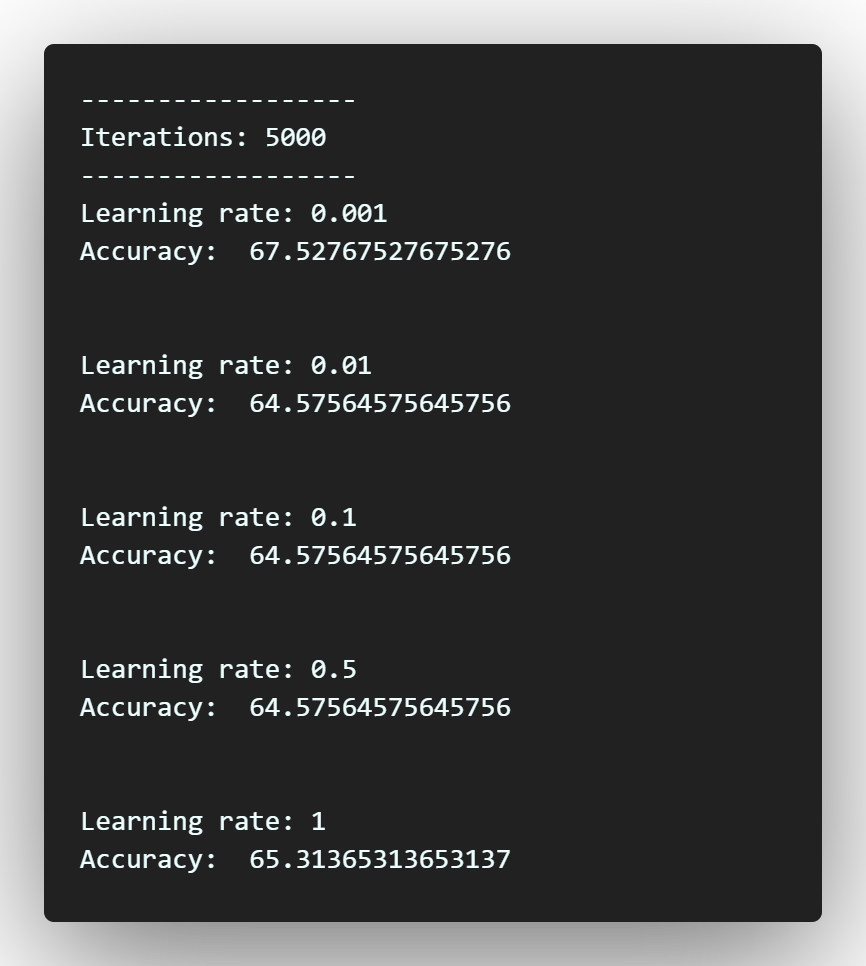 ------------------
Iterations: 5000
------------------
Learning rate: 0.001
Accuracy:  67.52767527675276
Learning rate: 0.01
Accuracy:  64.57564575645756
Learning rate: 0.1
Accuracy:  64.57564575645756
Learning rate: 0.5
Accuracy:  64.57564575645756
Learning rate: 1
Accuracy:  65.31365313653137